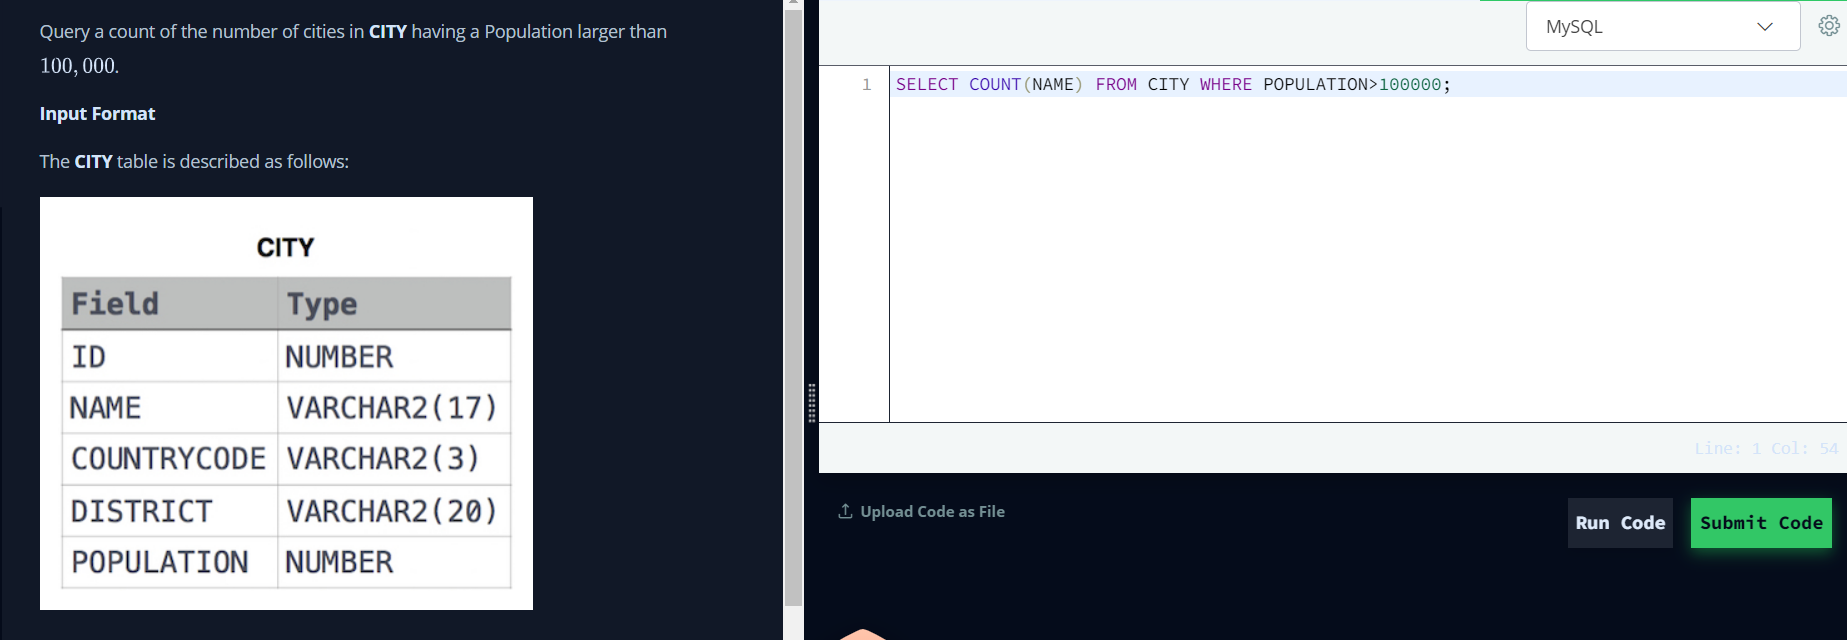 Query a count of the number of cities in CITY having a Population larger than
100, 000.
Input Format
The CITY table is described as follows:
CITY
Field Type
ID NUMBER
NAME VARCHAR2(17)
COUNTRYCODE VARCHAR2(3)
DISTRICT VARCHAR2(20)
POPULATION NUMBER
MySQL
1 SELECT COUNT(NAME) FROM CITY WHERE POPULATION>100000;
Line: 1 Col: 54
Upload Code as File
Run Code
Submit Code